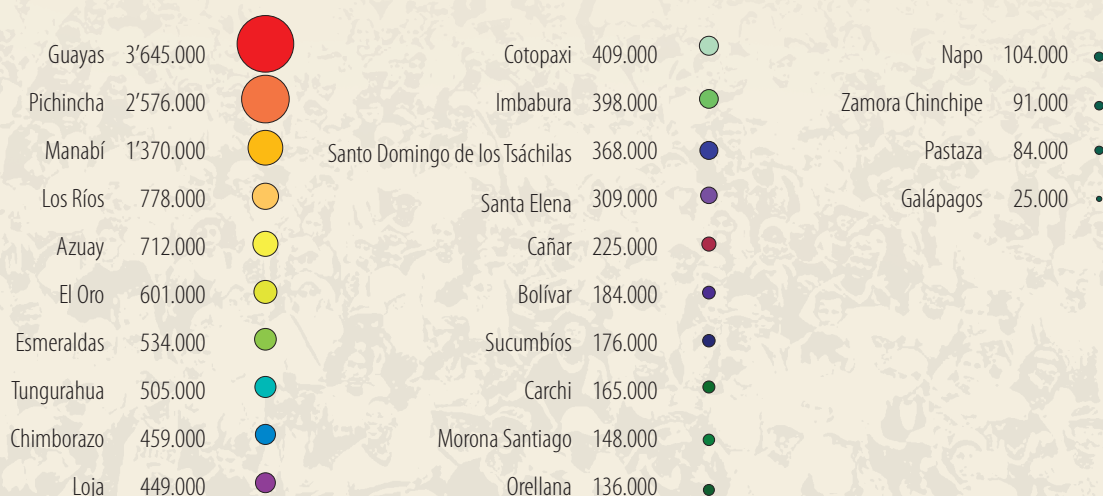 Guayas 3'645.000
Pichincha 2'576.000
Manabí 1'370.000
Los Ríos 778.000
Azuay 712.000
El Oro 601.000
Esmeraldas 534.000
Tungurahua 505.000
Chimborazo 459.000
Loja 449.000
Cotopaxi 409.000
Imbabura 398.000
Santo Domingo de los Tsáchilas 368.000
Santa Elena 309.000
Cañar 225.000
Bolívar 184.000
Sucumbíos 176.000
Carchi 165.000
Morona Santiago 148.000
Orellana 136.000
Napo 104.000
Zamora Chinchipe 91.000
Pastaza 84.000
Galápagos 25.000